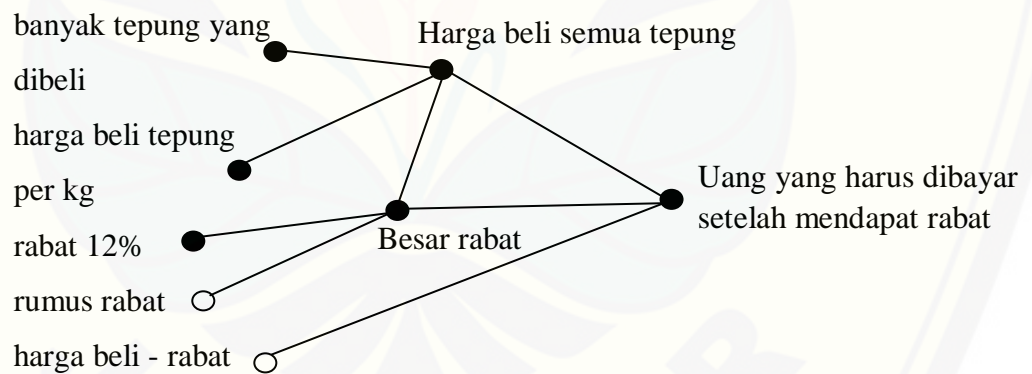 banyak tepung yang
dibeli
Harga beli semua tepung
harga beli tepung
per kg
Uang yang harus dibayar
setelah mendapat rabat
rabat 12%
Besar rabat
rumus rabat
harga beli - rabat